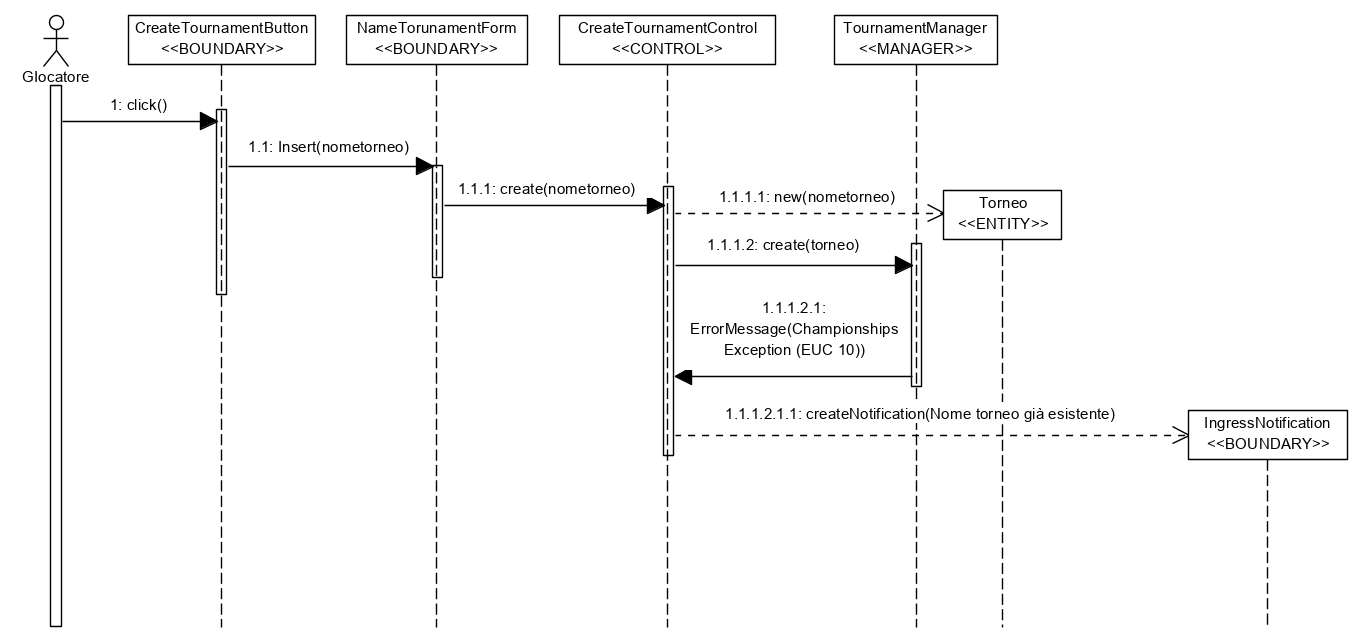 CreateTournamentButton
<<BOUNDARY>>
NameTorunamentForm
<<BOUNDARY>>
CreateTournamentControl
<<CONTROL>>
TournamentManager
<<MANAGER>>
GIocatore
1: click()
1.1: Insert(nometorneo)
1.1.1: create(nometorneo)
1.1.1.1: new(nometorneo)
Torneo
<<ENTITY>>
1.1.1.2: create(torneo)
1.1.1.2.1:
ErrorMessage(Championships
Exception (EUC 10))
1.1.1.2.1.1: createNotification(Nome torneo già esistente)
IngressNotification
<<BOUNDARY>>